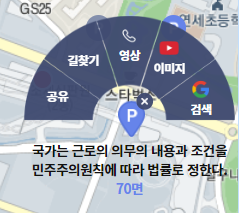 GS25
연세초등학
영상
길찾기
이미지
공유
스타벅스
검색
P
국가는 근로의 의무의 내용과 조건을
민주주의원칙에 따라 법률로 정한다.
70면